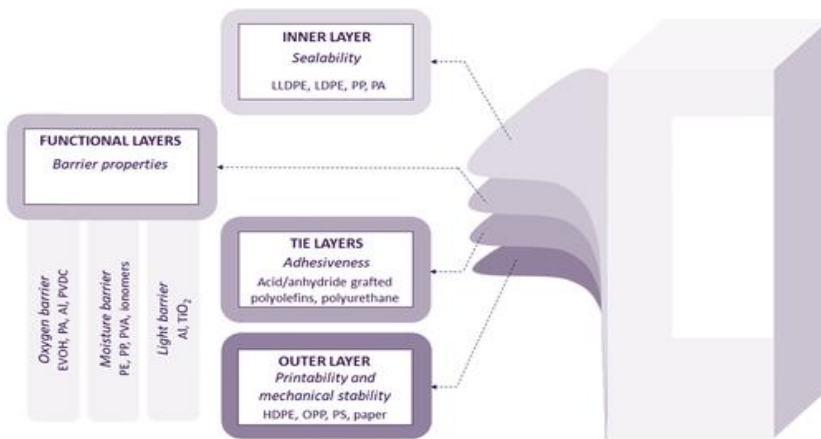 INNER LAYER
Sealability
LLDPE, LDPE, PP, PA
FUNCTIONAL LAYERS
Barrier properties
Oxygen barrier
EVOH, PA, Al, PVDC
Moisture barrier
PE, PP, PVA, ionomers
Light barrier
Al, TiO₂
TIE LAYERS
Adhesiveness
Acid/anhydride grafted
polyolefins, polyurethane
OUTER LAYER
Printability and
mechanical stability
HDPE, OPP, PS, paper